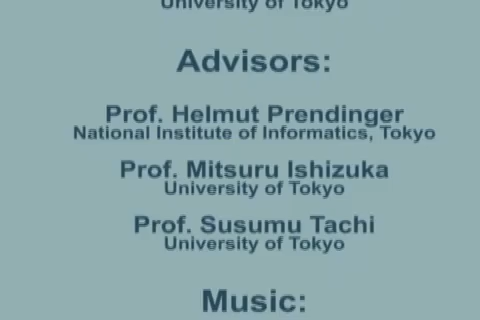 University of Tokyo
Advisors:
Prof. Helmut Prendinger
National Institute of Informatics, Tokyo
Prof. Mitsuru Ishizuka
University of Tokyo
Prof. Susumu Tachi
University of Tokyo
Music: